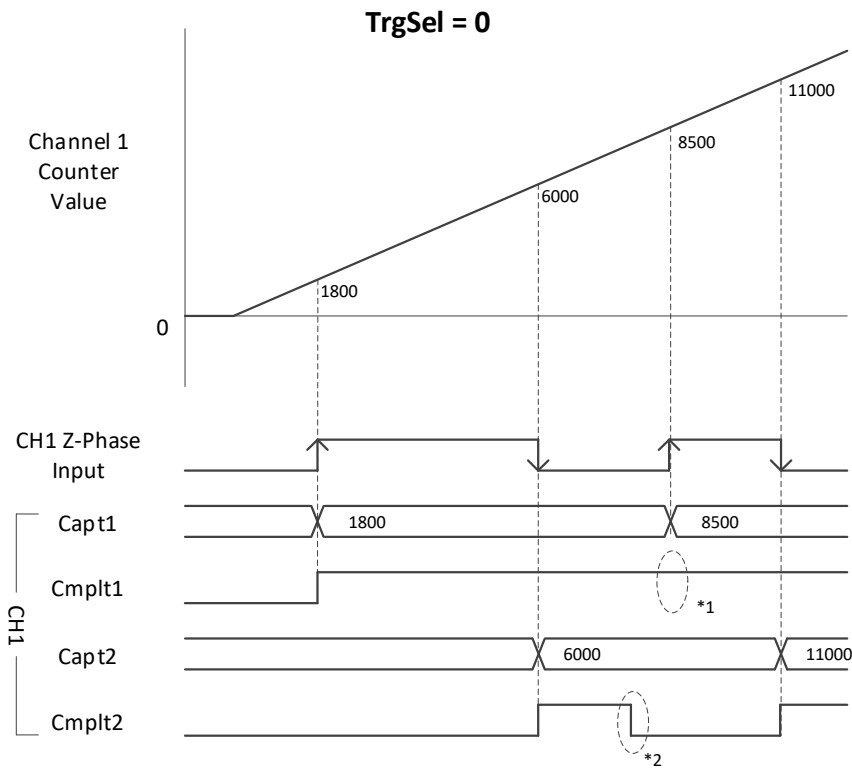 TrgSel = 0
Channel 1
Counter
Value
11000
8500
6000
1800
0
CH1 Z-Phase
Input
CH1
Capt1
1800
8500
Cmplt1
*1
Capt2
6000
11000
Cmplt2
*2